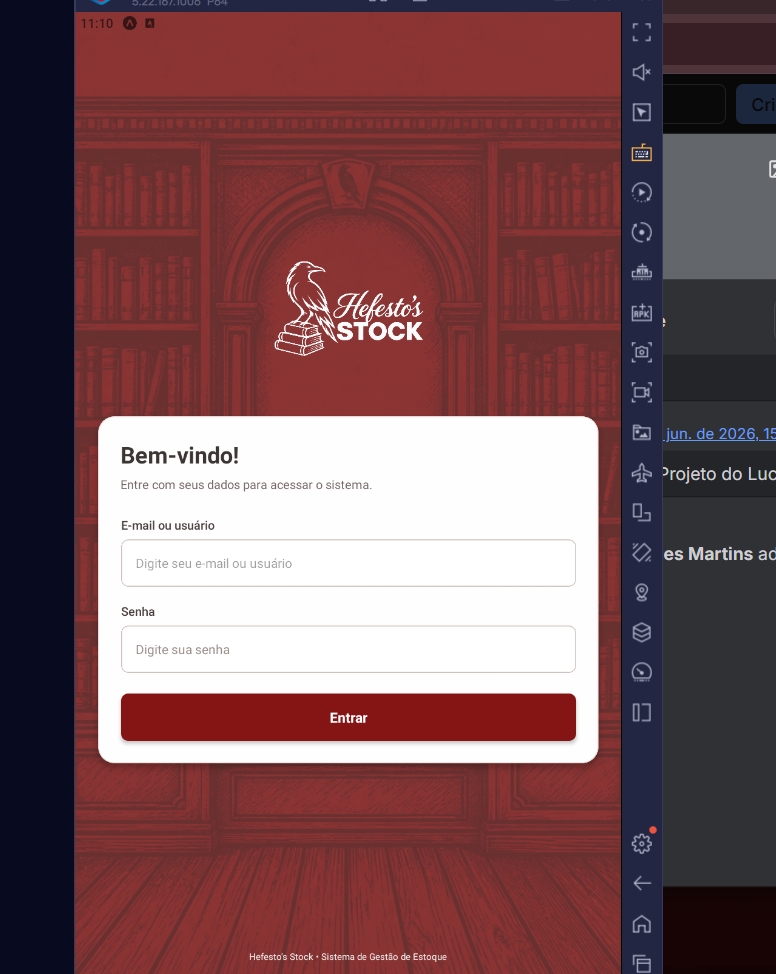 5.22.187.1008 P64
11:10
Cri
Hefesto's
STOCK
jun. de 2026, 15
Projeto do Luc
es Martins ad
Bem-vindo!
Entre com seus dados para acessar o sistema.
E-mail ou usuário
Digite seu e-mail ou usuário
Senha
Digite sua senha
Entrar
Hefesto's Stock • Sistema de Gestão de Estoque